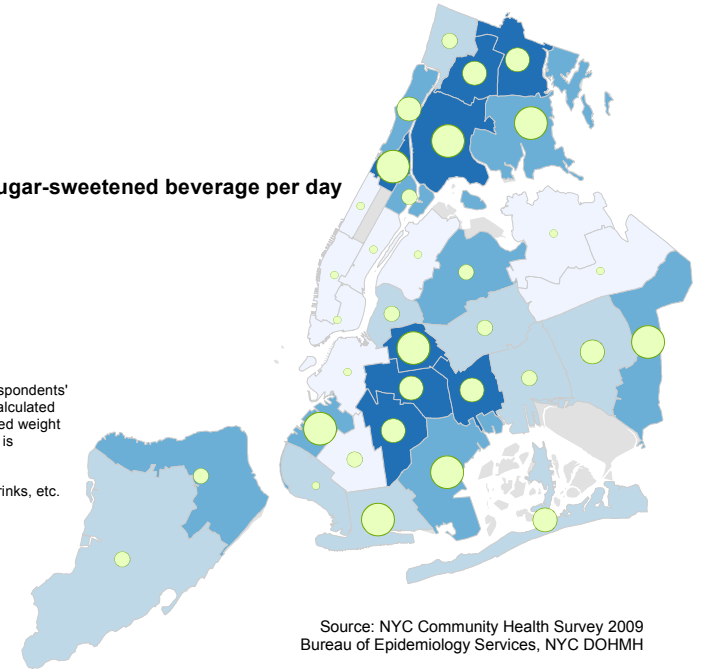 ugar-sweetened beverage per day
spondents'
alculated
ed weight
is
rinks, etc.
Source: NYC Community Health Survey 2009
Bureau of Epidemiology Services, NYC DOHMH